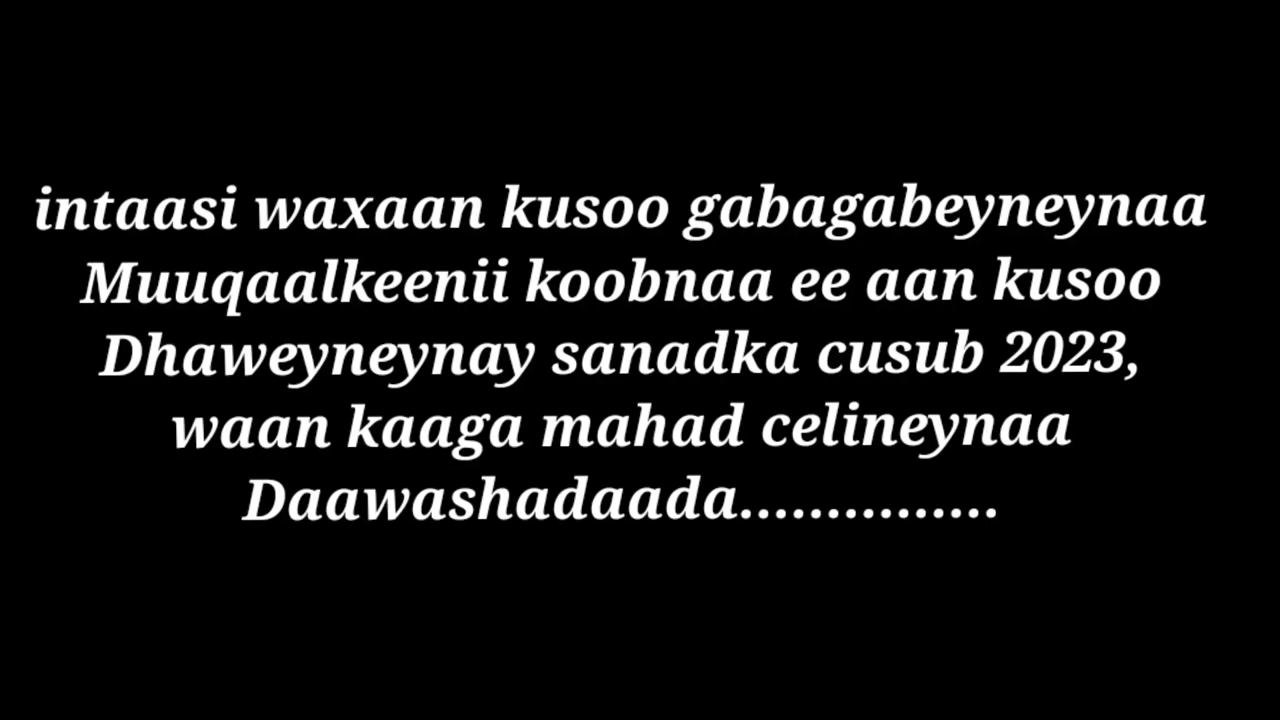 intaasi waxaan kusoo gabagabeyneynaa
Muuqaalkeenii koobnaa ee aan kusoo
Dhaweyneynay sanadka cusub 2023,
waan kaaga mahad celineynaa
Daawashadaada...............